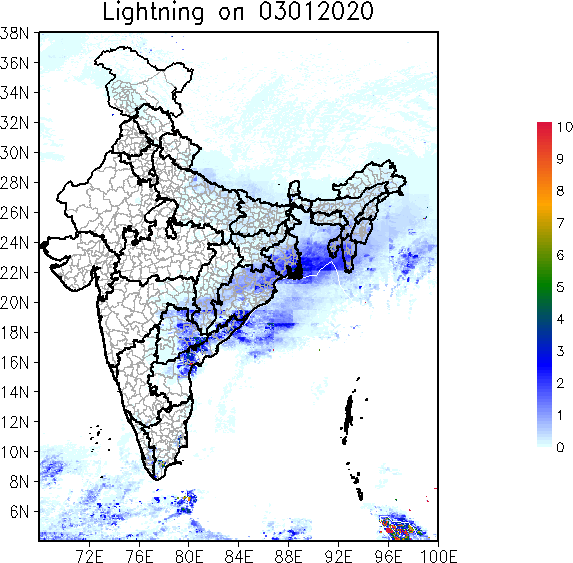 Lightning on 03012020
38N
36N
34N
32N
30N
28N
26N
24N
22N
20N
18N
16N
14N
12N
10N
8N
6N
72E 76E 80E 84E 88E 92E 96E 100E
10
9
8
7
6
5
4
3
2
1
0